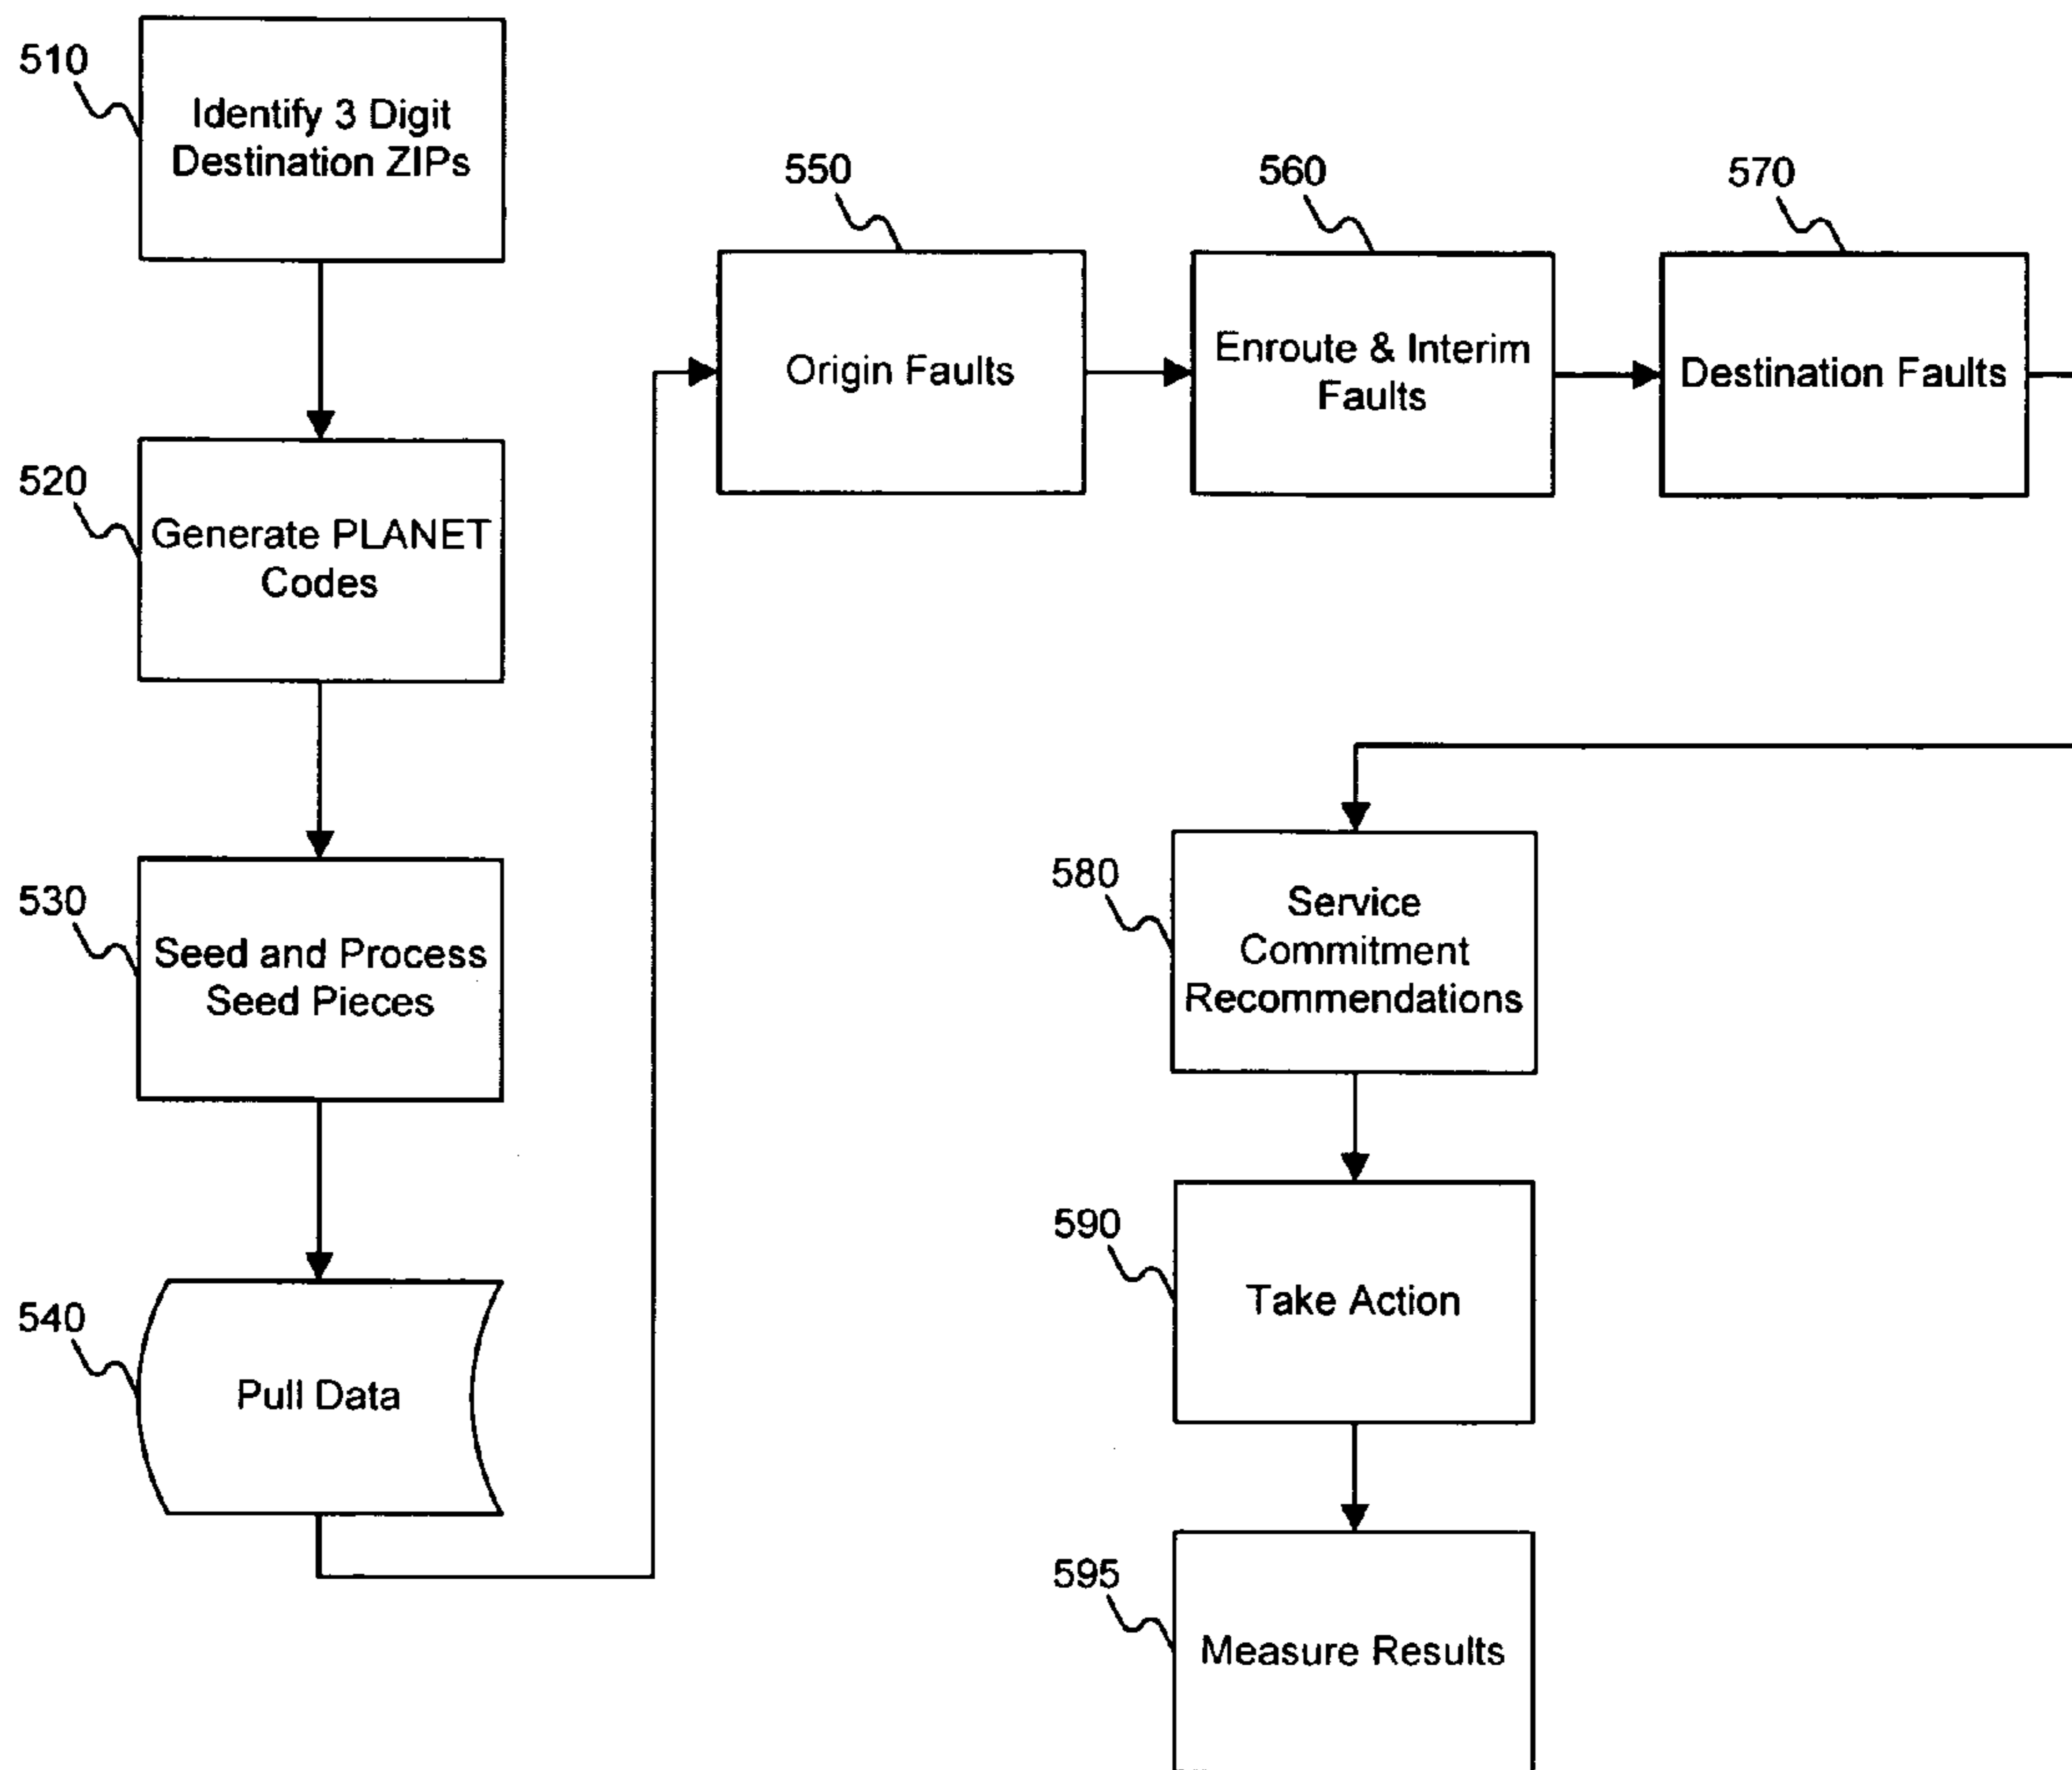 510
Identify 3 Digit
Destination ZIPs
520
Generate PLANET
Codes
530
Seed and Process
Seed Pieces
540
Pull Data
550
Origin Faults
560
Enroute & Interim
Faults
570
Destination Faults
580
Service
Commitment
Recommendations
590
Take Action
595
Measure Results